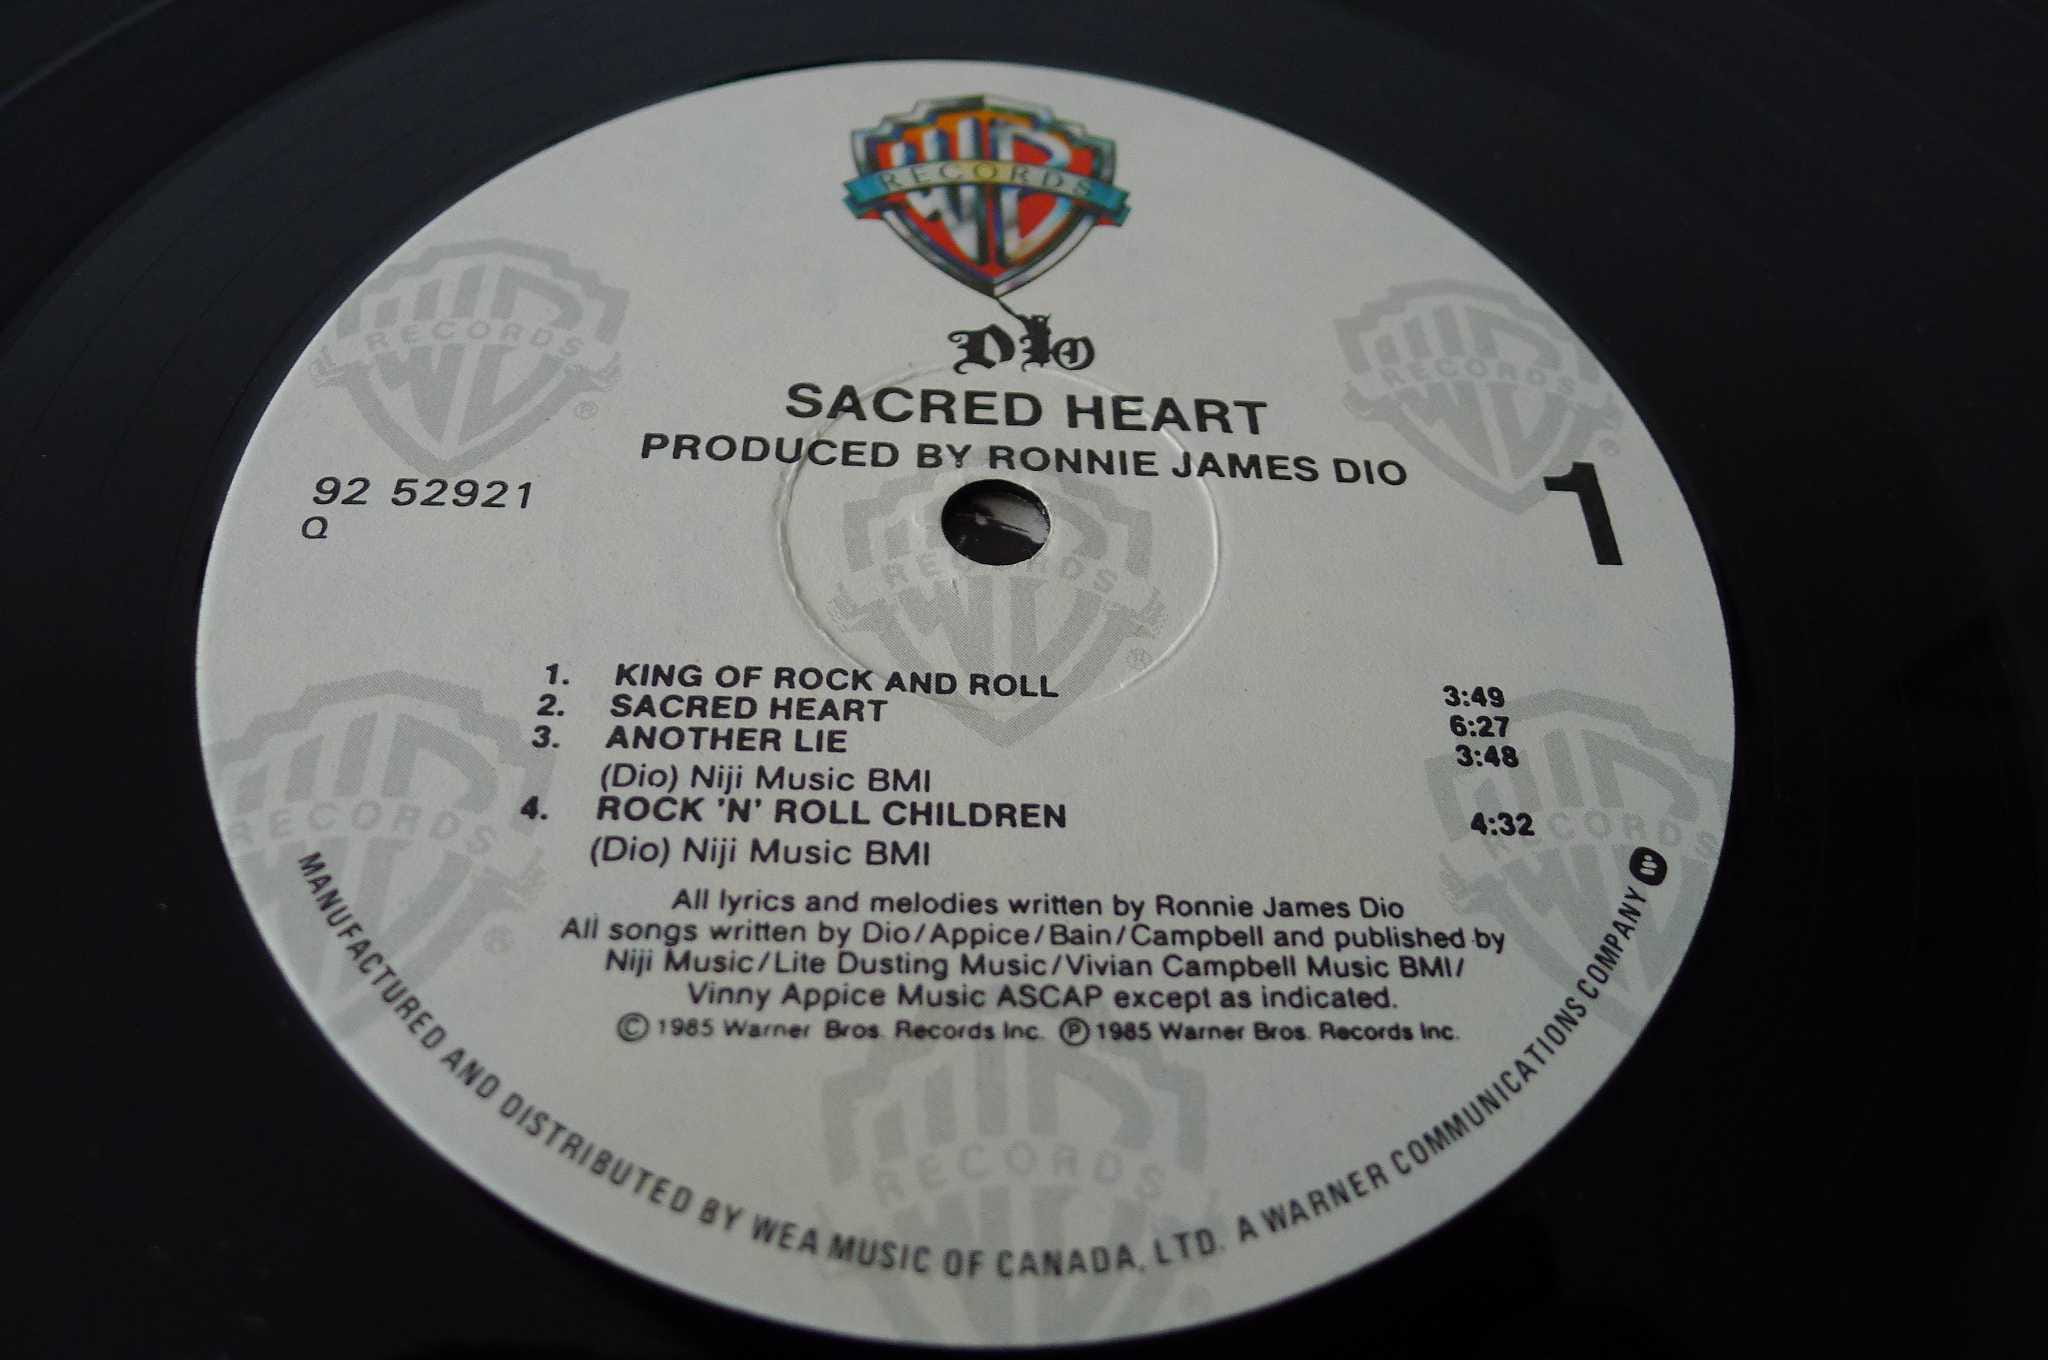 WB RECORDS
DIO
SACRED HEART
PRODUCED BY RONNIE JAMES DIO
92 52921
Q
1
1. KING OF ROCK AND ROLL 3:49
2. SACRED HEART 6:27
3. ANOTHER LIE 3:48
(Dio) Niji Music BMI
4. ROCK 'N' ROLL CHILDREN 4:32
(Dio) Niji Music BMI
All lyrics and melodies written by Ronnie James Dio
All songs written by Dio/Appice/Bain/Campbell and published by
Niji Music/Lite Dusting Music/Vivian Campbell Music BMI/
Vinny Appice Music ASCAP except as indicated.
© 1985 Warner Bros. Records Inc. ℗ 1985 Warner Bros. Records Inc.
MANUFACTURED AND DISTRIBUTED BY WEA MUSIC OF CANADA, LTD. A WARNER COMMUNICATIONS COMPANY